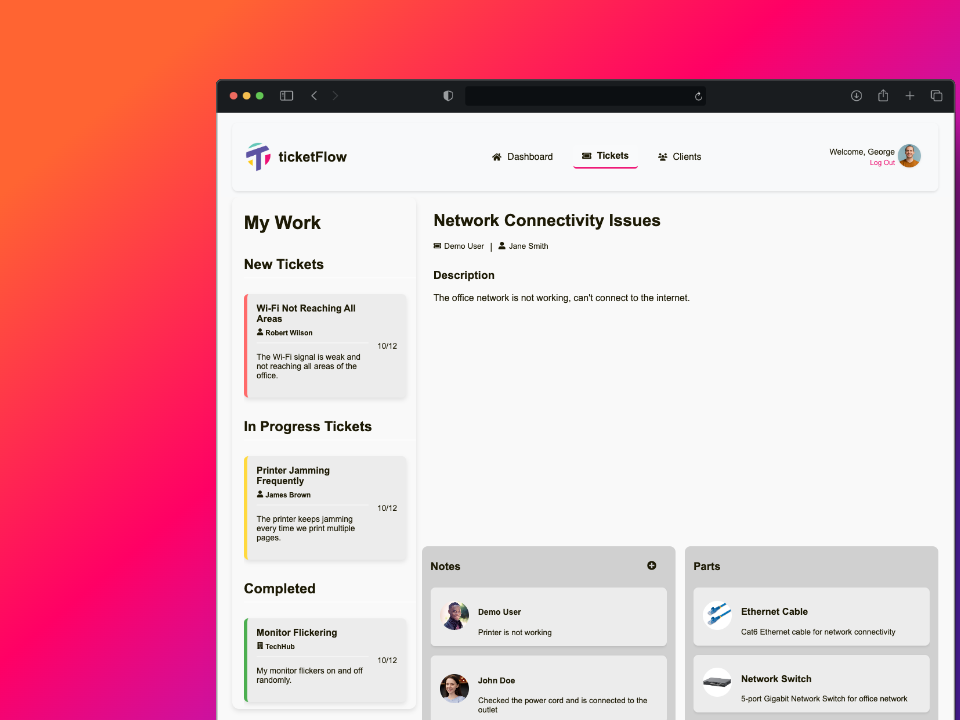 ticketFlow
Dashboard
Tickets
Clients
Welcome, George
Log Out
My Work
New Tickets
Wi-Fi Not Reaching All
Areas
Robert Wilson
10/12
The Wi-Fi signal is weak and
not reaching all areas of the
office.
In Progress Tickets
Printer Jamming
Frequently
James Brown
10/12
The printer keeps jamming
every time we print multiple
pages.
Completed
Monitor Flickering
TechHub
10/12
My monitor flickers on and off
randomly.
Network Connectivity Issues
Demo User | Jane Smith
Description
The office network is not working, can't connect to the internet.
Notes
Demo User
Printer is not working
John Doe
Checked the power cord and is connected to the
outlet
Parts
Ethernet Cable
Cat6 Ethernet cable for network connectivity
Network Switch
5-port Gigabit Network Switch for office network